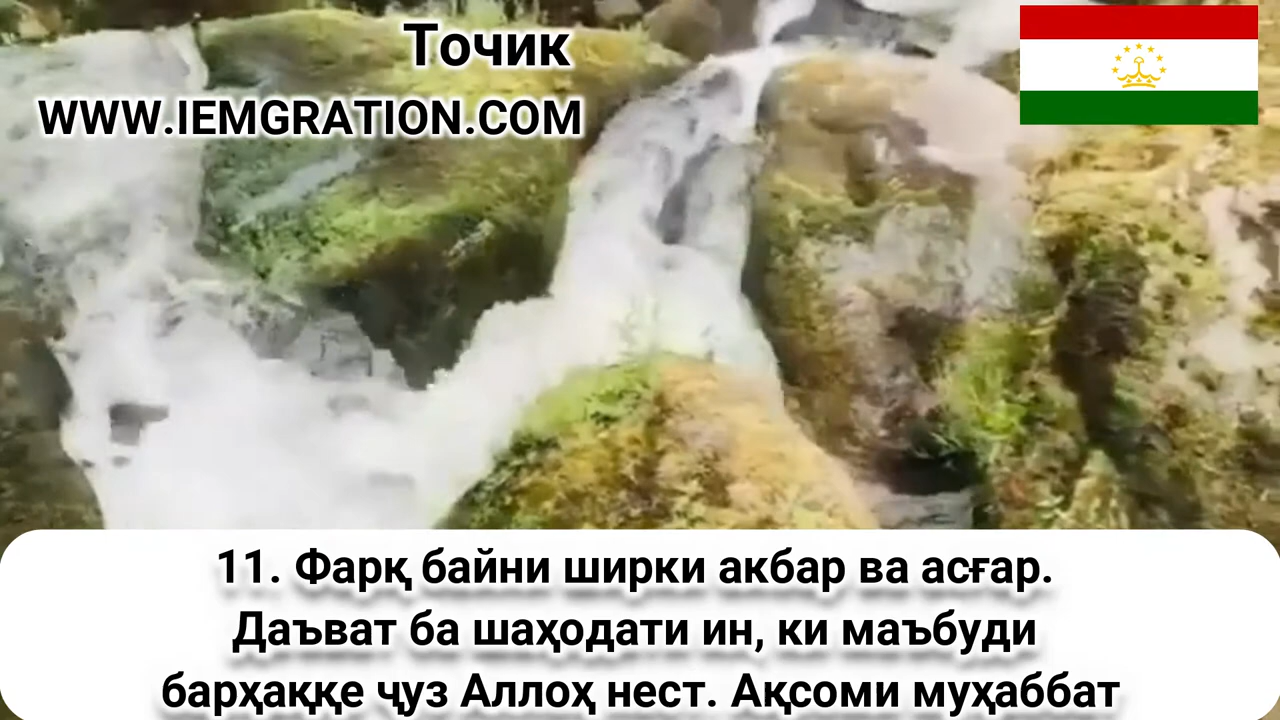 Точик
WWW.IEMGRATION.COM
11. Фарқ байни ширки акбар ва асғар.
Даъват ба шаҳодати ин, ки маъбуди
барҳаққе ҷуз Аллоҳ нест. Ақсоми муҳаббат